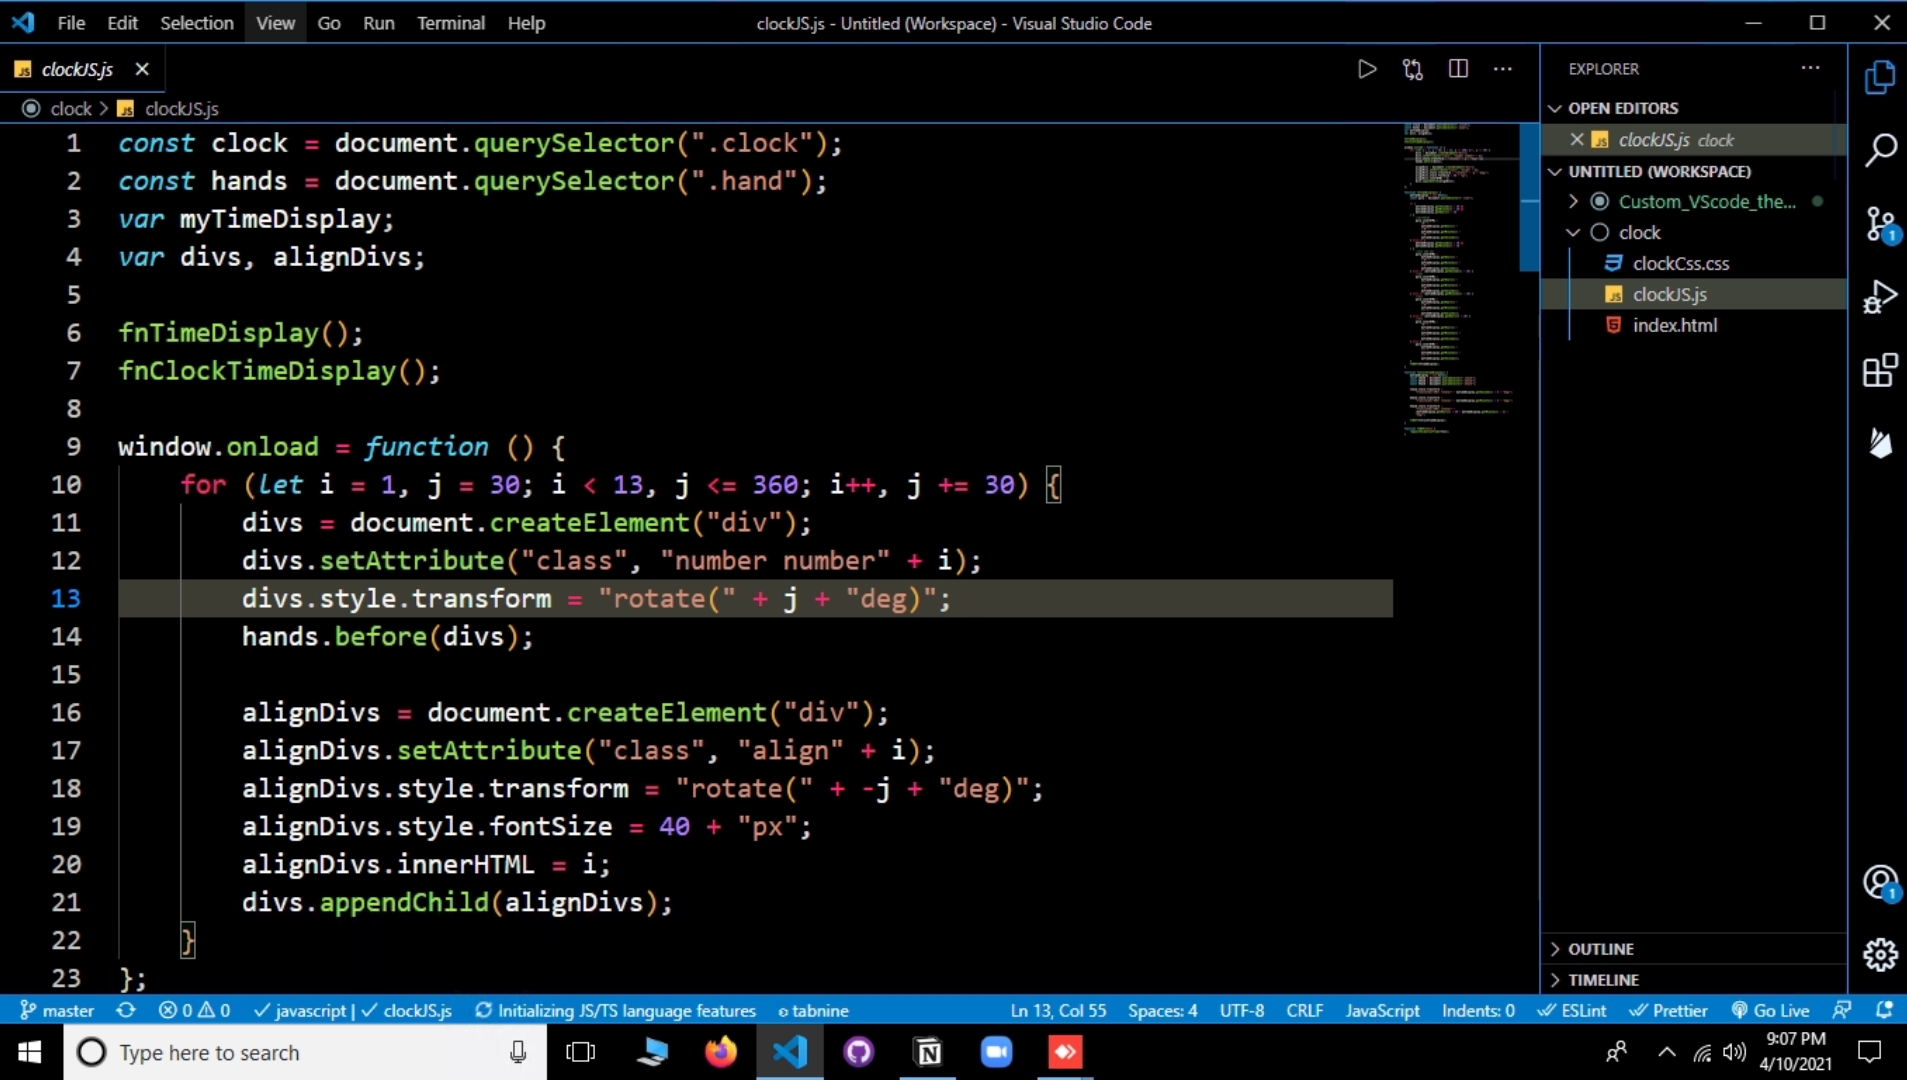 File Edit Selection View Go Run Terminal Help
clockJS.js - Untitled (Workspace) - Visual Studio Code
JS clockJS.js
clock > JS clockJS.js
1 const clock = document.querySelector(".clock");
2 const hands = document.querySelector(".hand");
3 var myTimeDisplay;
4 var divs, alignDivs;
5
6 fnTimeDisplay();
7 fnClockTimeDisplay();
8
9 window.onload = function () {
10 for (let i = 1, j = 30; i < 13, j <= 360; i++, j += 30) {
11 divs = document.createElement("div");
12 divs.setAttribute("class", "number number" + i);
13 divs.style.transform = "rotate(" + j + "deg)";
14 hands.before(divs);
15
16 alignDivs = document.createElement("div");
17 alignDivs.setAttribute("class", "align" + i);
18 alignDivs.style.transform = "rotate(" + -j + "deg)";
19 alignDivs.style.fontSize = 40 + "px";
20 alignDivs.innerHTML = i;
21 divs.appendChild(alignDivs);
22 }
23 };
EXPLORER
OPEN EDITORS
JS clockJS.js clock
UNTITLED (WORKSPACE)
Custom_VScode_the...
clock
clockCss.css
JS clockJS.js
index.html
1
1
OUTLINE
TIMELINE
master 0 0 javascript | clockJS.js Initializing JS/TS language features tabnine Ln 13, Col 55 Spaces: 4 UTF-8 CRLF JavaScript Indents: 0 ESLint Prettier Go Live
Type here to search
9:07 PM
4/10/2021